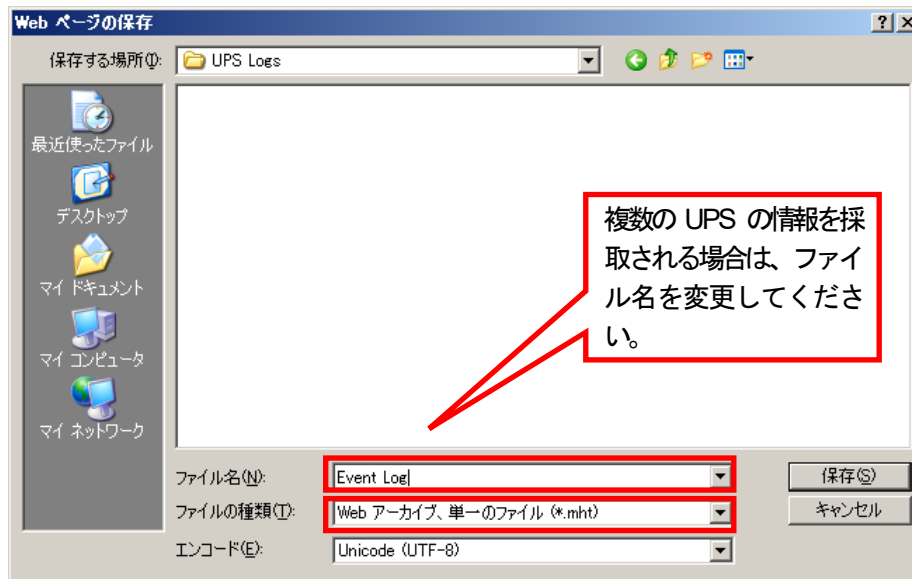 Web ページの保存
保存する場所(I):
UPS Logs
最近使ったファイル
デスクトップ
マイ ドキュメント
マイ コンピュータ
マイ ネットワーク
複数の UPS の情報を採
取される場合は、ファイ
ル名を変更してくださ
い。
ファイル名(N):
Event Log
保存(S)
ファイルの種類(T):
Web アーカイブ、単一のファイル (*.mht)
キャンセル
エンコード(E):
Unicode (UTF-8)